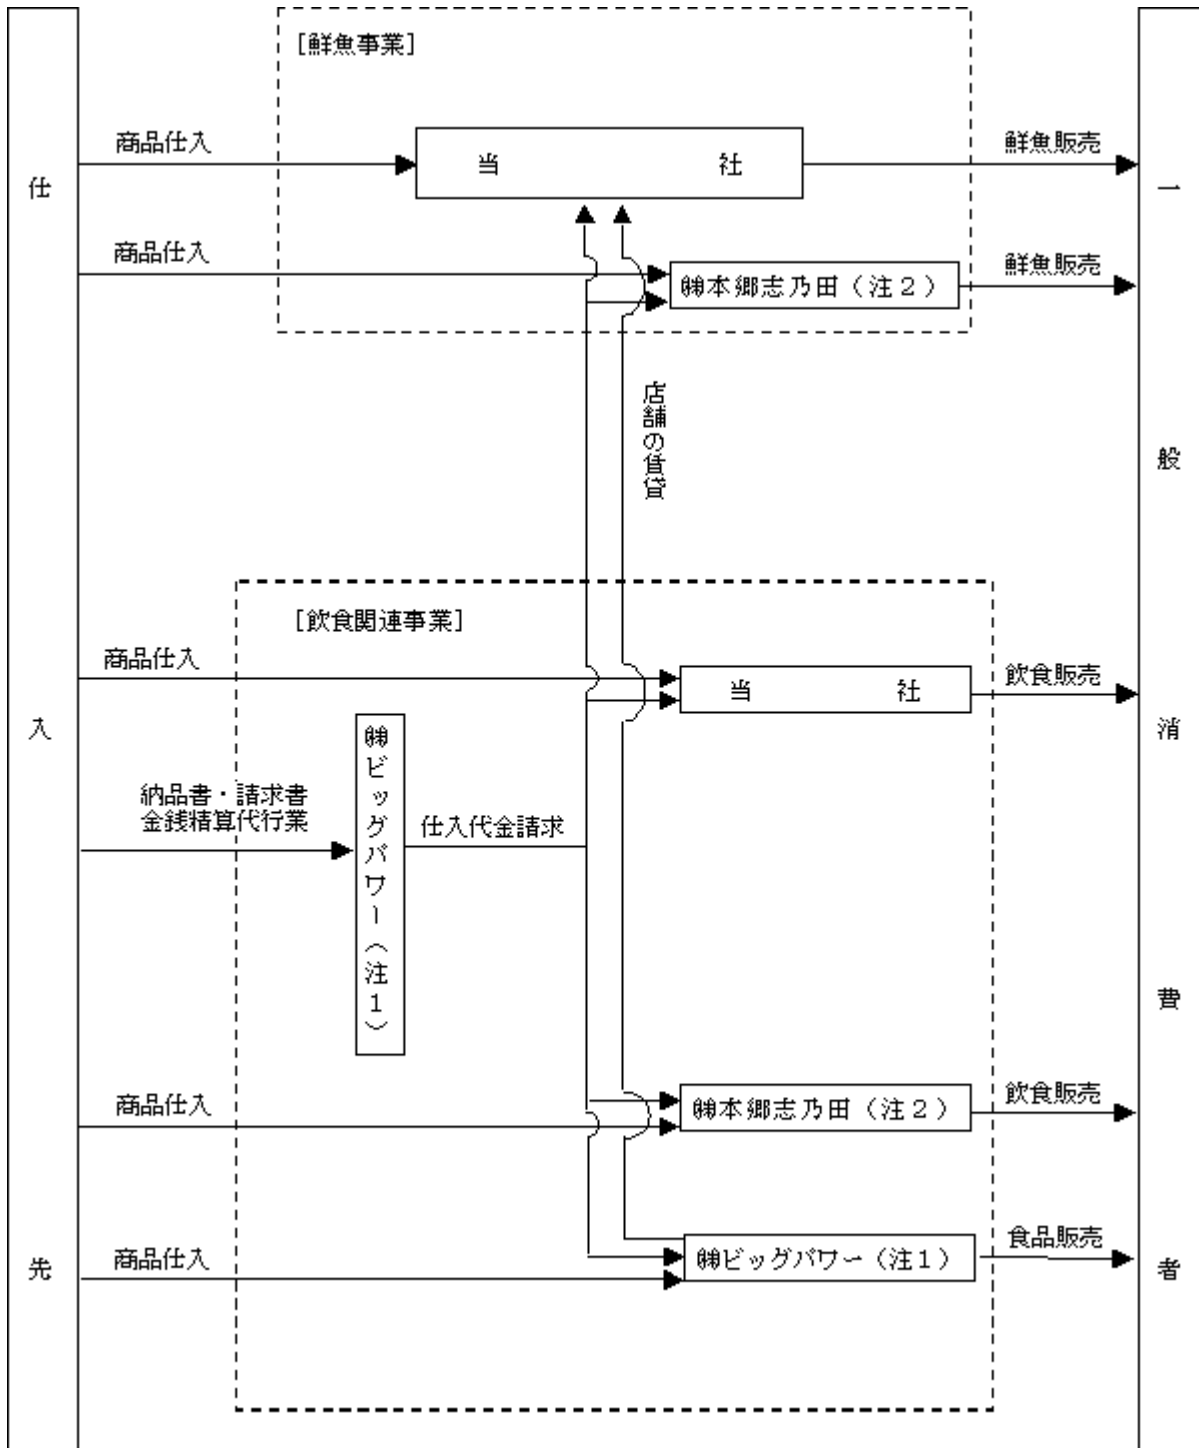 仕入先
一般消費者
[鮮魚事業]
商品仕入
当社
鮮魚販売
商品仕入
㈱本郷志乃田（注２）
鮮魚販売
店舗の賃貸
[飲食関連事業]
商品仕入
当社
飲食販売
納品書・請求書
金銭精算代行業
㈱ビッグパワー（注１）
仕入代金請求
商品仕入
㈱本郷志乃田（注２）
飲食販売
商品仕入
㈱ビッグパワー（注１）
食品販売